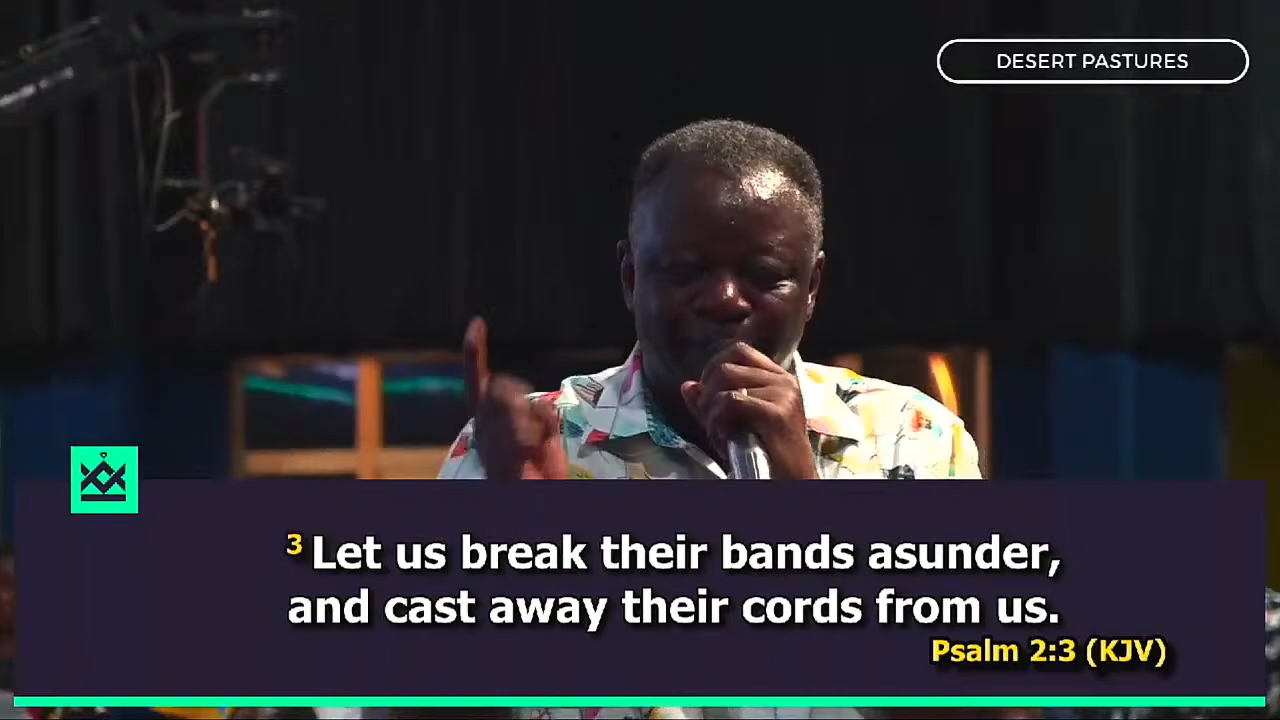 DESERT PASTURES
3 Let us break their bands asunder,
and cast away their cords from us.
Psalm 2:3 (KJV)